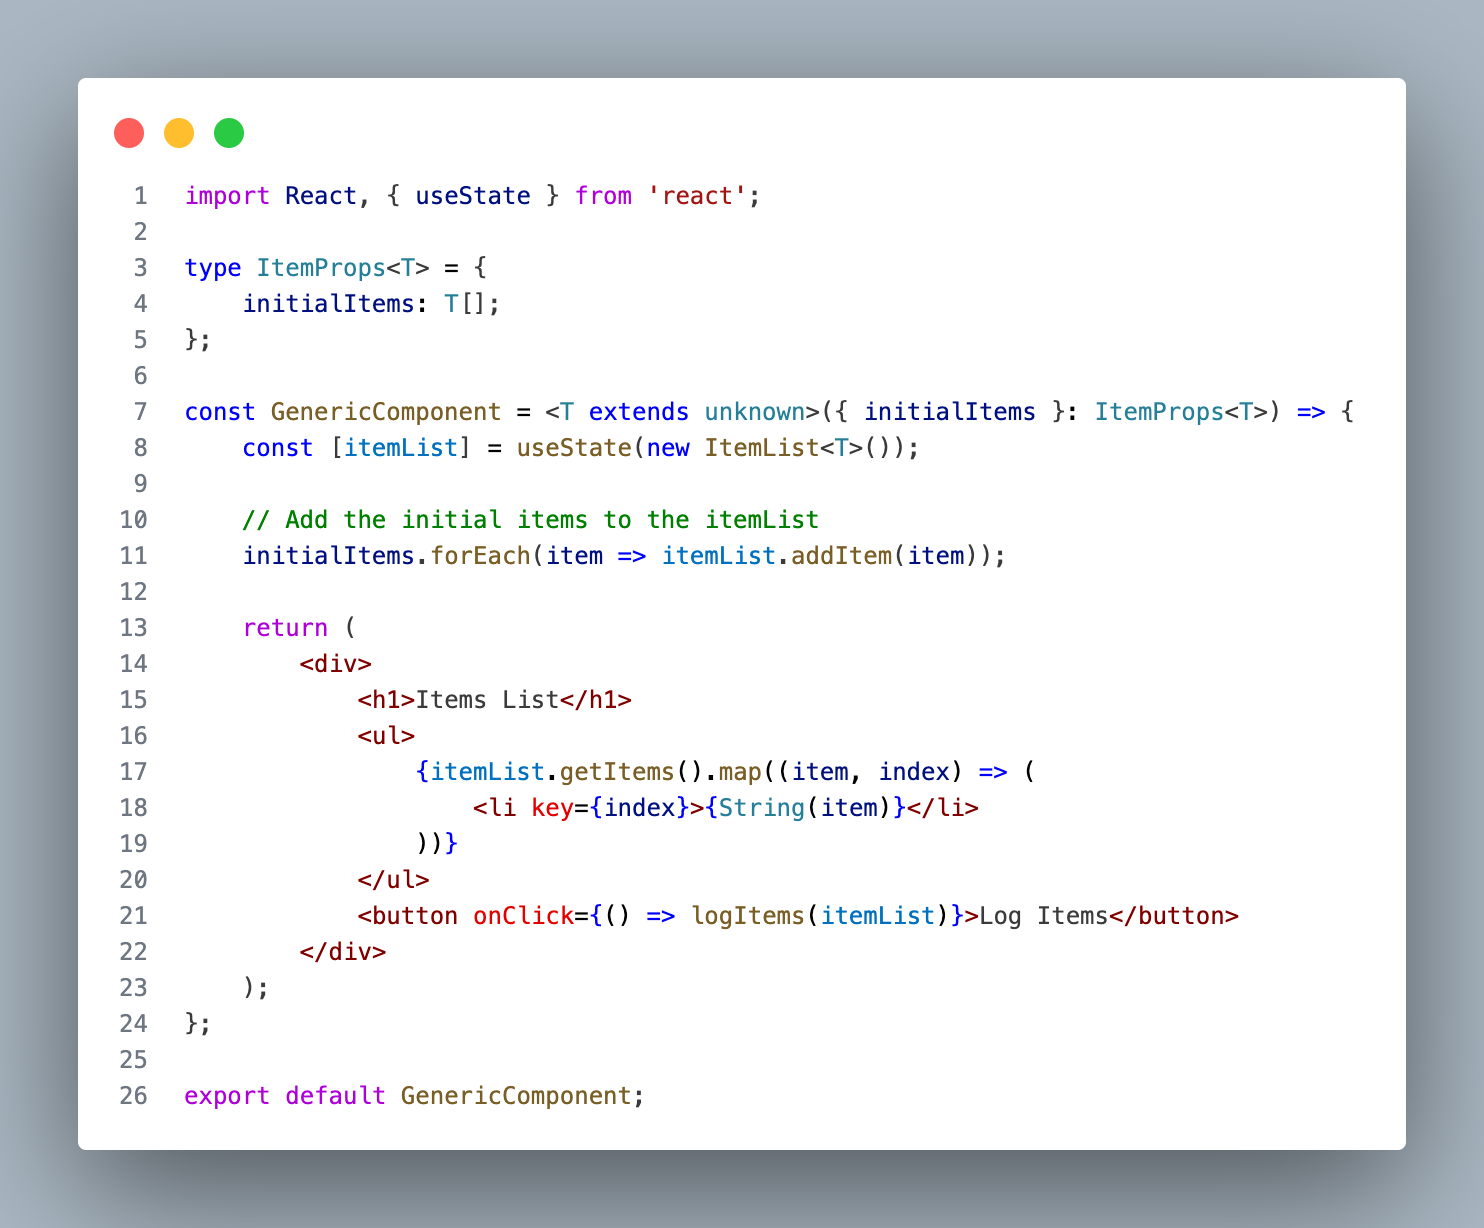 1 import React, { useState } from 'react';
2
3 type ItemProps<T> = {
4     initialItems: T[];
5 };
6
7 const GenericComponent = <T extends unknown>({ initialItems }: ItemProps<T>) => {
8     const [itemList] = useState(new ItemList<T>());
9
10     // Add the initial items to the itemList
11     initialItems.forEach(item => itemList.addItem(item));
12
13     return (
14         <div>
15             <h1>Items List</h1>
16             <ul>
17                 {itemList.getItems().map((item, index) => (
18                     <li key={index}>{String(item)}</li>
19                 ))}
20             </ul>
21             <button onClick={() => logItems(itemList)}>Log Items</button>
22         </div>
23     );
24 };
25
26 export default GenericComponent;